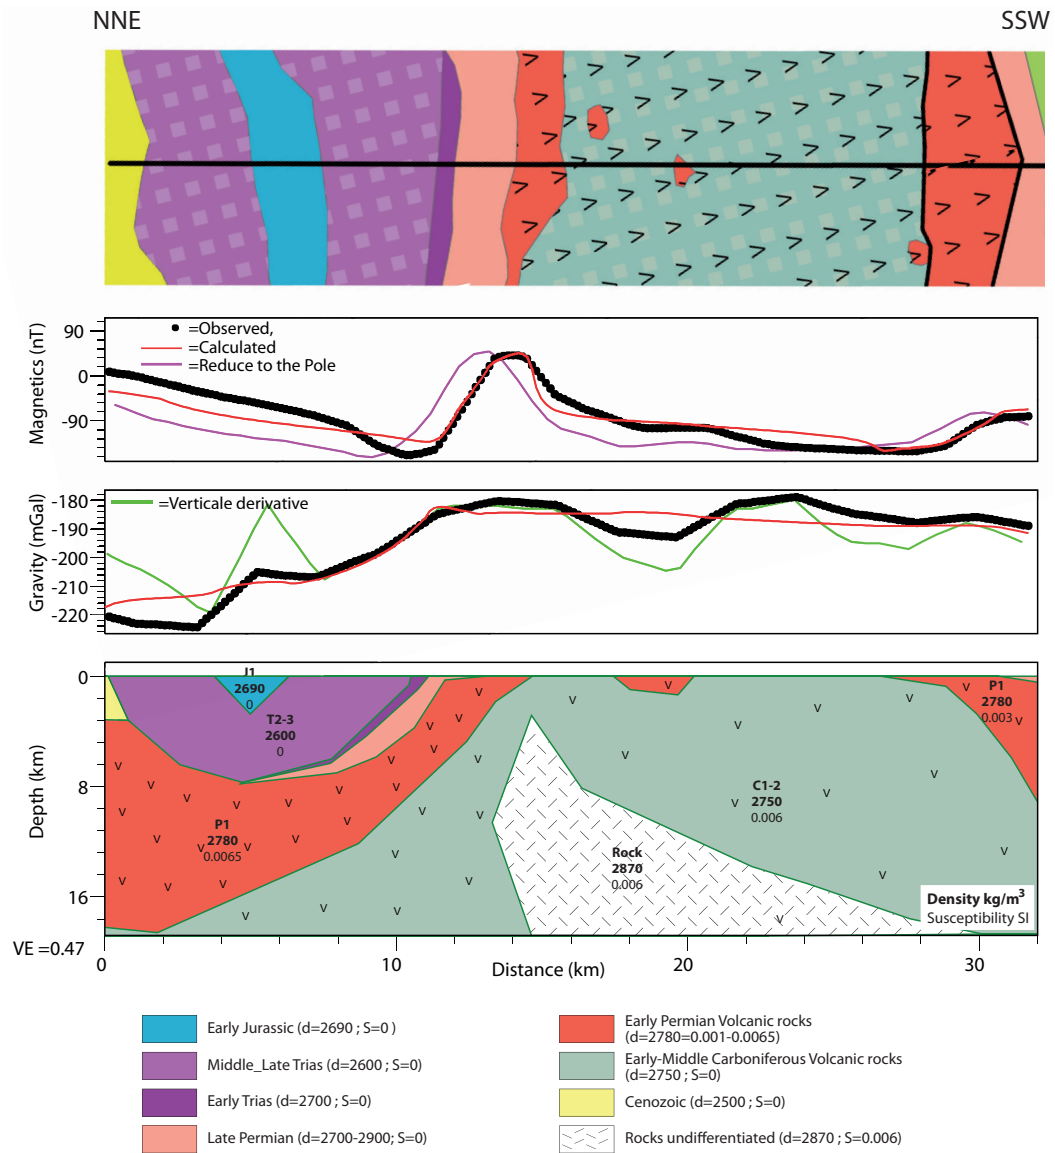 NNE
SSW
Magnetics (nT)
90
0
-90
=Observed,
=Calculated
=Reduce to the Pole
Gravity (mGal)
-180
-190
-200
-210
-220
=Verticale derivative
Depth (km)
0
8
16
J1
2690
0
T2-3
2600
0
P1
2780
0.0065
P1
2780
0.003
C1-2
2750
0.006
Rock
2870
0.006
Density kg/m³
Susceptibility SI
VE =0.47
0
10
20
30
Distance (km)
Early Jurassic (d=2690 ; S=0 )
Middle_Late Trias (d=2600 ; S=0)
Early Trias (d=2700 ; S=0)
Late Permian (d=2700-2900; S=0)
Early Permian Volcanic rocks
(d=2780=0.001-0.0065)
Early-Middle Carboniferous Volcanic rocks
(d=2750 ; S=0)
Cenozoic (d=2500 ; S=0)
Rocks undifferentiated (d=2870 ; S=0.006)